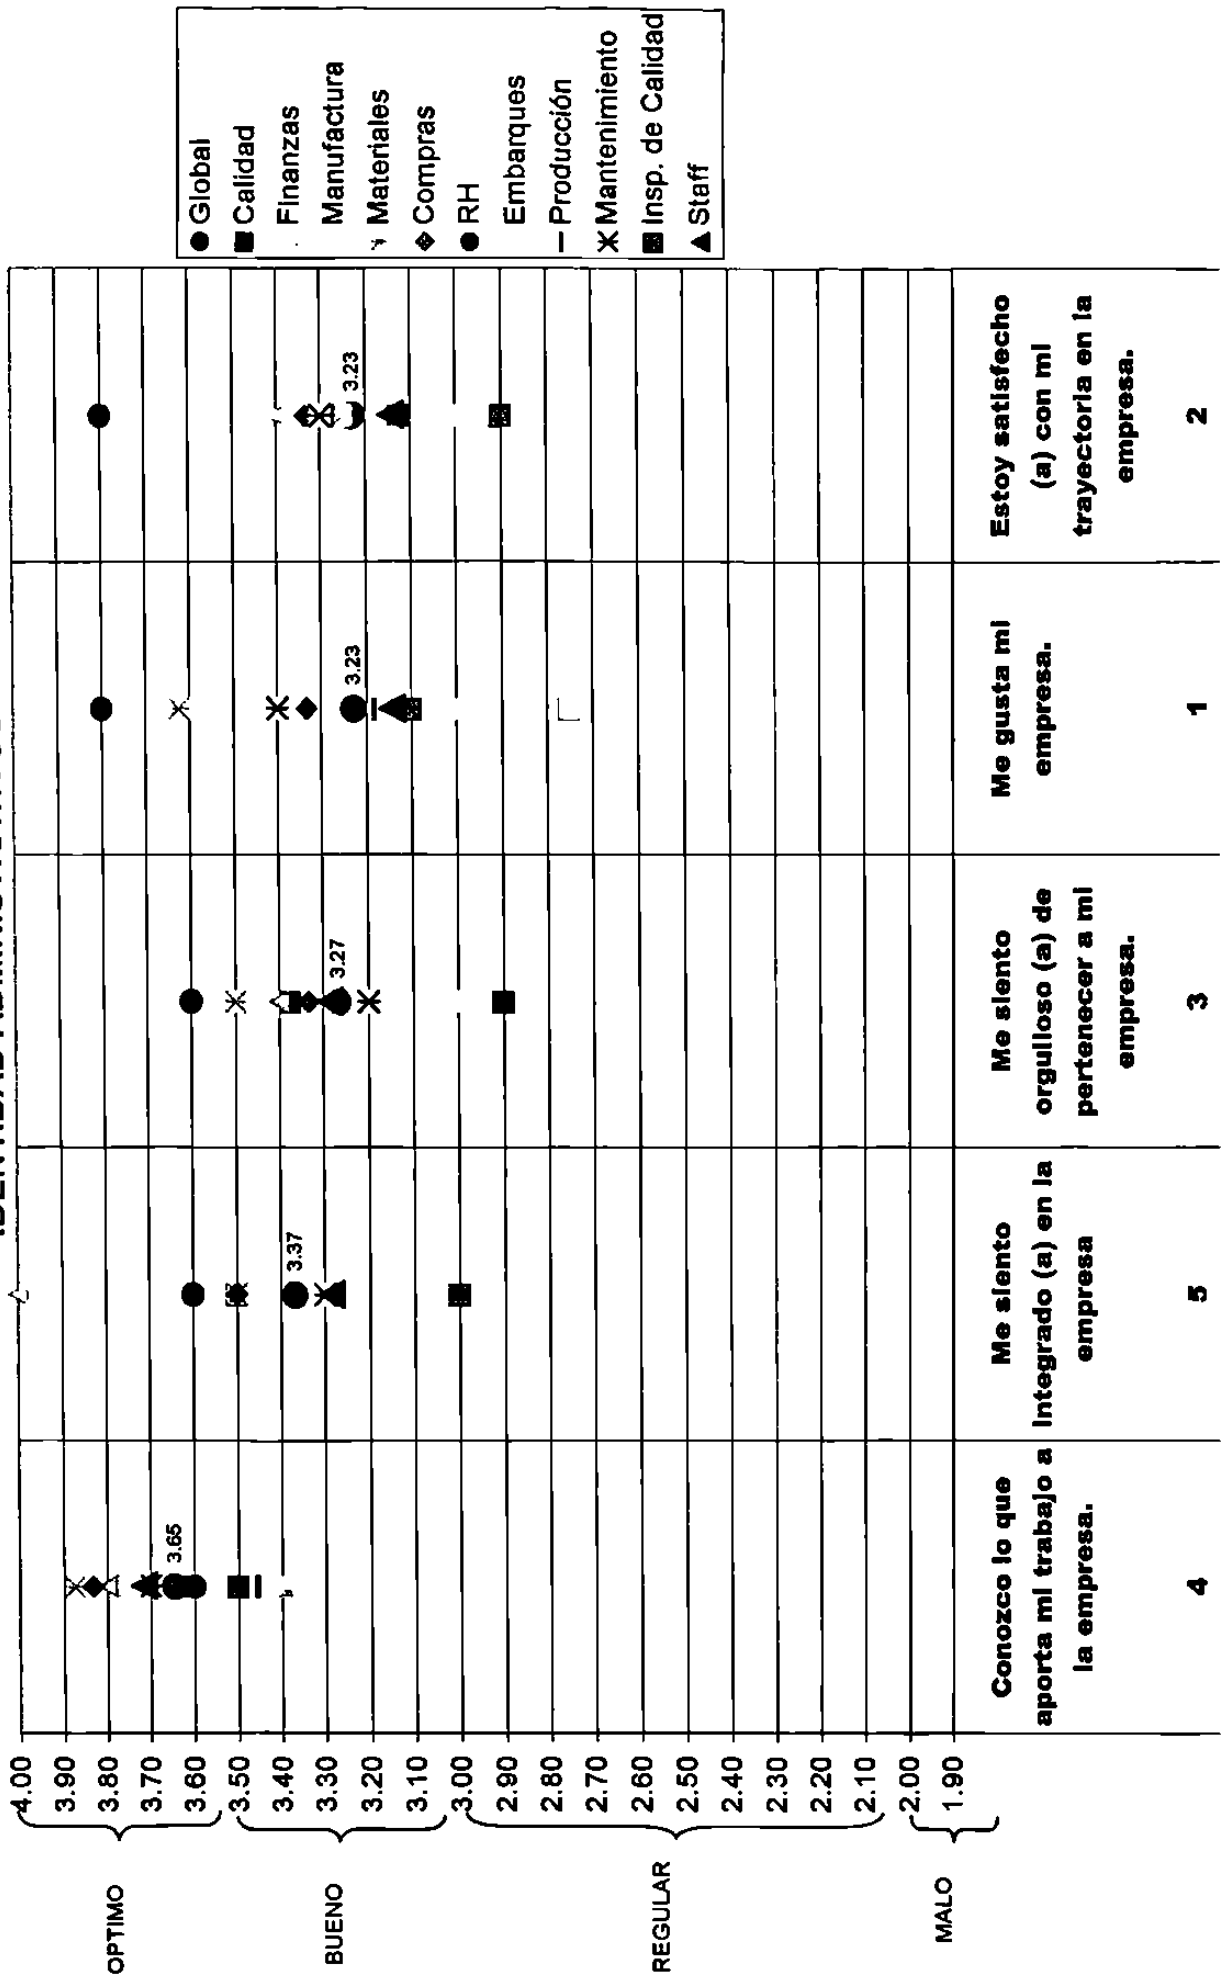 4.00
3.90
3.80
3.70
3.60
3.50
3.40
3.30
3.20
3.10
3.00
2.90
2.80
2.70
2.60
2.50
2.40
2.30
2.20
2.10
2.00
1.90
OPTIMO
BUENO
REGULAR
MALO
3.65
3.37
3.27
3.23
3.23
Conozco lo que
aporta mi trabajo a
la empresa.
4
Me siento
integrado (a) en la
empresa
5
Me siento
orgulloso (a) de
pertenecer a mi
empresa.
3
Me gusta mi
empresa.
1
Estoy satisfecho
(a) con mi
trayectoria en la
empresa.
2
Global
Calidad
Finanzas
Manufactura
Materiales
Compras
RH
Embarques
Producción
Mantenimiento
Insp. de Calidad
Staff